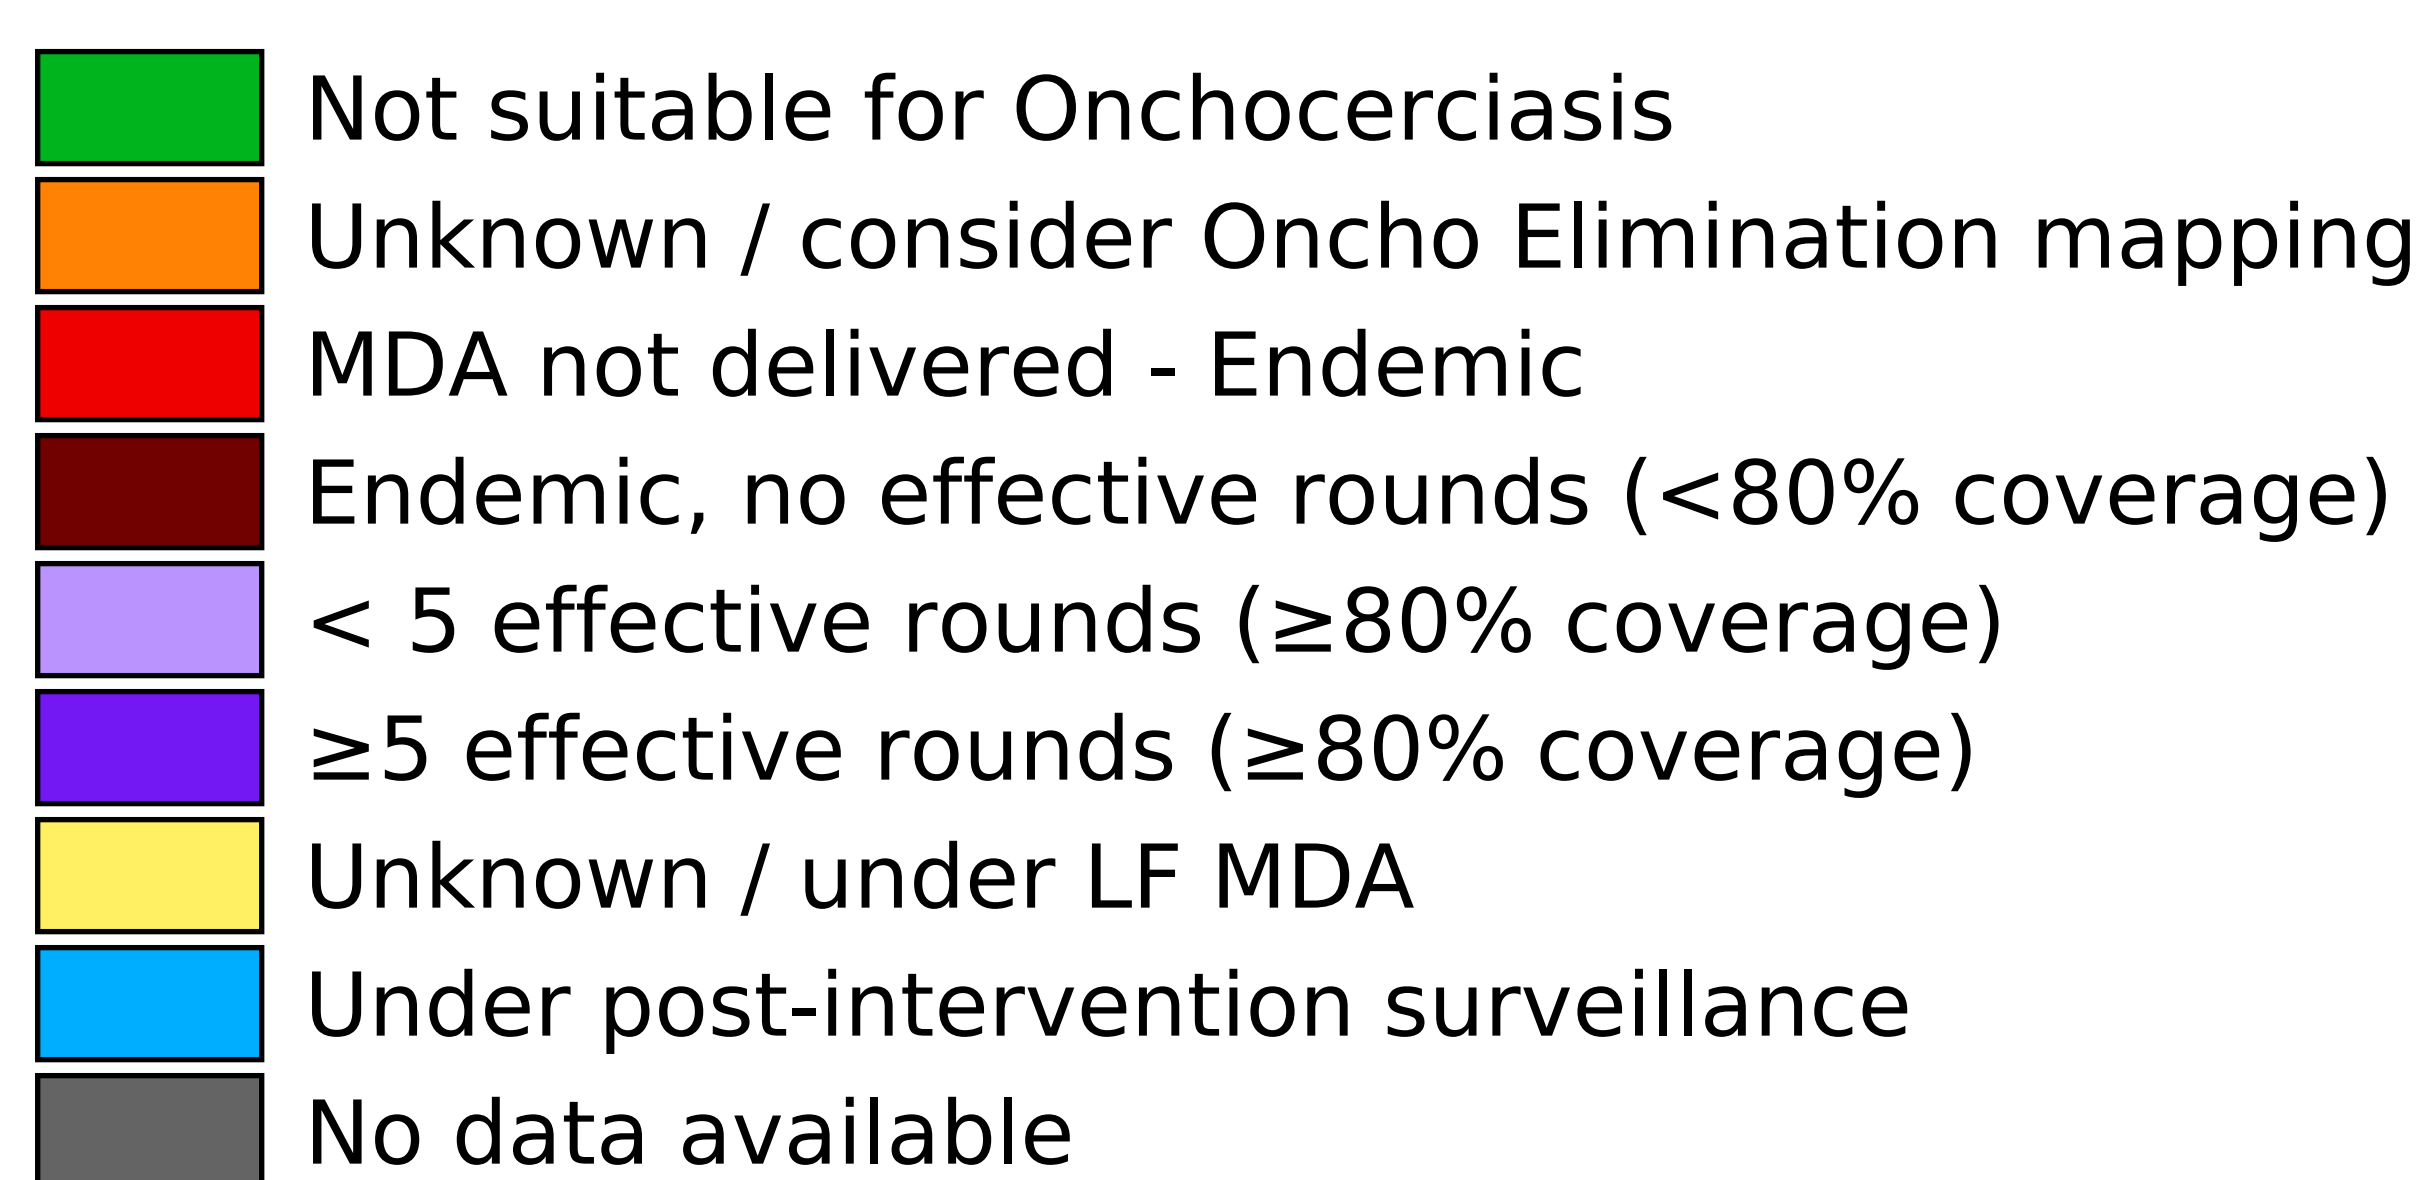 Not suitable for Onchocerciasis
Unknown / consider Oncho Elimination mapping
MDA not delivered - Endemic
Endemic, no effective rounds (<80% coverage)
< 5 effective rounds (≥80% coverage)
≥5 effective rounds (≥80% coverage)
Unknown / under LF MDA
Under post-intervention surveillance
No data available